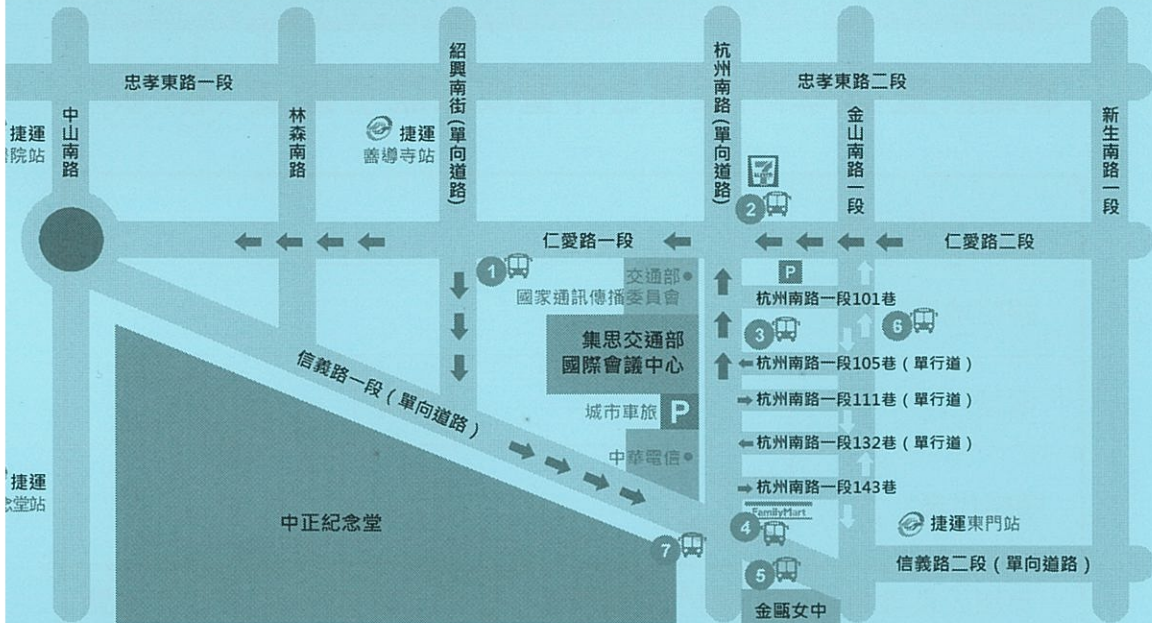 忠孝東路一段
忠孝東路二段
中山南路
林森南路
紹興南街(單向道路)
杭州南路(單向道路)
金山南路一段
新生南路一段
捷運
院站
捷運
善導寺站
7
ELEVEN
2
仁愛路一段
仁愛路二段
1
交通部
國家通訊傳播委員會
P
杭州南路一段101巷
集思交通部
國際會議中心
3
6
杭州南路一段105巷(單行道)
信義路一段(單向道路)
杭州南路一段111巷(單行道)
城市車旅 P
杭州南路一段132巷(單行道)
中華電信
捷運
念堂站
杭州南路一段143巷
FamilyMart
中正紀念堂
4
捷運東門站
7
信義路二段(單向道路)
5
金甌女中